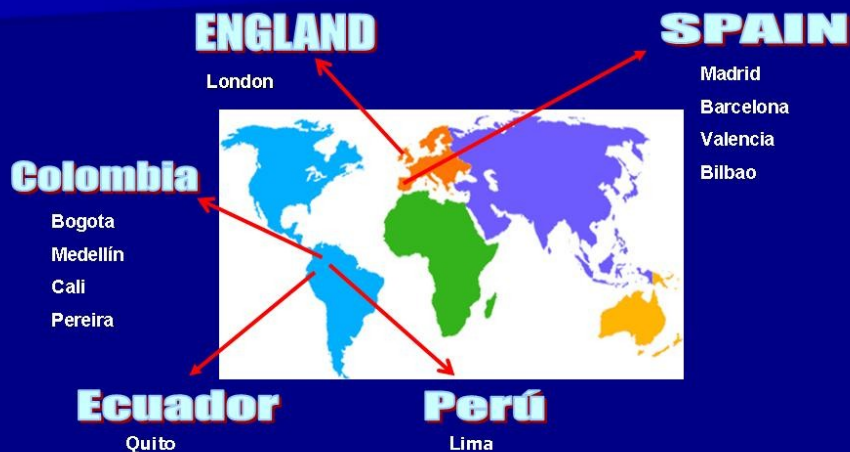 ENGLAND
London
SPAIN
Madrid
Barcelona
Valencia
Bilbao
Colombia
Bogota
Medellín
Cali
Pereira
Ecuador
Quito
Perú
Lima